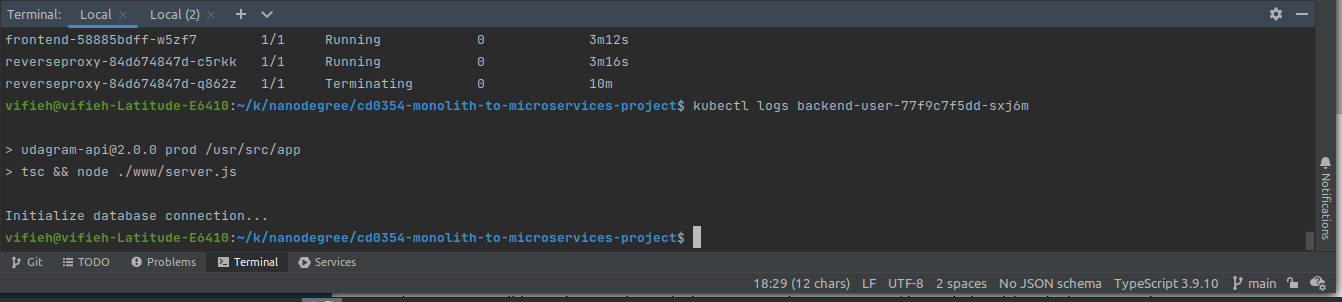 Terminal: Local × Local (2) × +
frontend-58885bdff-w5zf7 1/1 Running 0 3m12s
reverseproxy-84d674847d-c5rkk 1/1 Running 0 3m16s
reverseproxy-84d674847d-q862z 1/1 Terminating 0 10m
vifieh@vifieh-Latitude-E6410:~/k/nanodegree/cd0354-monolith-to-microservices-project$ kubectl logs backend-user-77f9c7f5dd-sxj6m
> udagram-api@2.0.0 prod /usr/src/app
> tsc && node ./www/server.js
Initialize database connection...
vifieh@vifieh-Latitude-E6410:~/k/nanodegree/cd0354-monolith-to-microservices-project$
Notifications
Git TODO Problems Terminal Services
18:29 (12 chars) LF UTF-8 2 spaces No JSON schema TypeScript 3.9.10 main